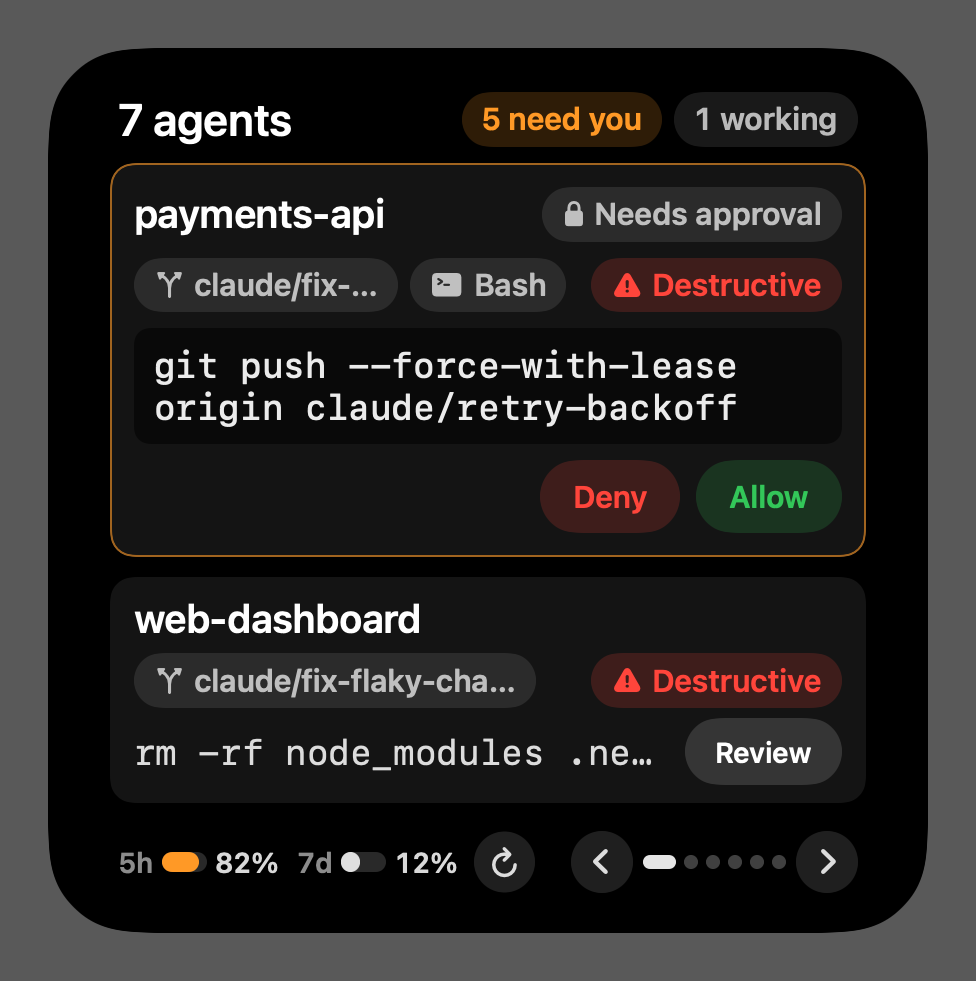 7 agents
5 need you
1 working
payments-api
Needs approval
claude/fix-...
Bash
Destructive
git push --force-with-lease
origin claude/retry-backoff
Deny
Allow
web-dashboard
claude/fix-flaky-cha...
Destructive
rm -rf node_modules .ne…
Review
5h 82% 7d 12%